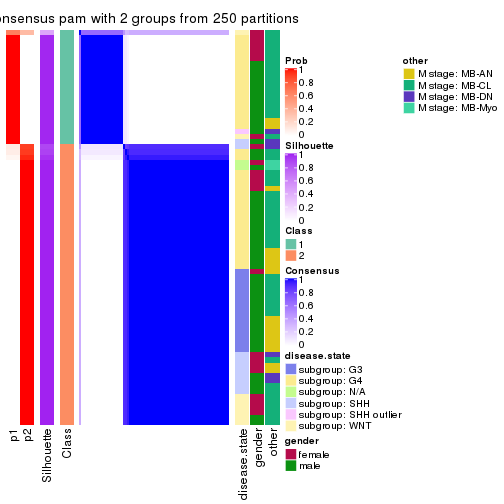 onsensus pam with 2 groups from 250 partitions
Prob
1
0.8
0.6
0.4
0.2
0
Silhouette
1
0.8
0.6
0.4
0.2
0
Class
1
2
Consensus
1
0.8
0.6
0.4
0.2
0
disease.state
subgroup: G3
subgroup: G4
subgroup: N/A
subgroup: SHH
subgroup: SHH outlier
subgroup: WNT
gender
female
male
other
M stage: MB-AN
M stage: MB-CL
M stage: MB-DN
M stage: MB-Myo
p1
p2
Silhouette
Class
disease.state
gender
other